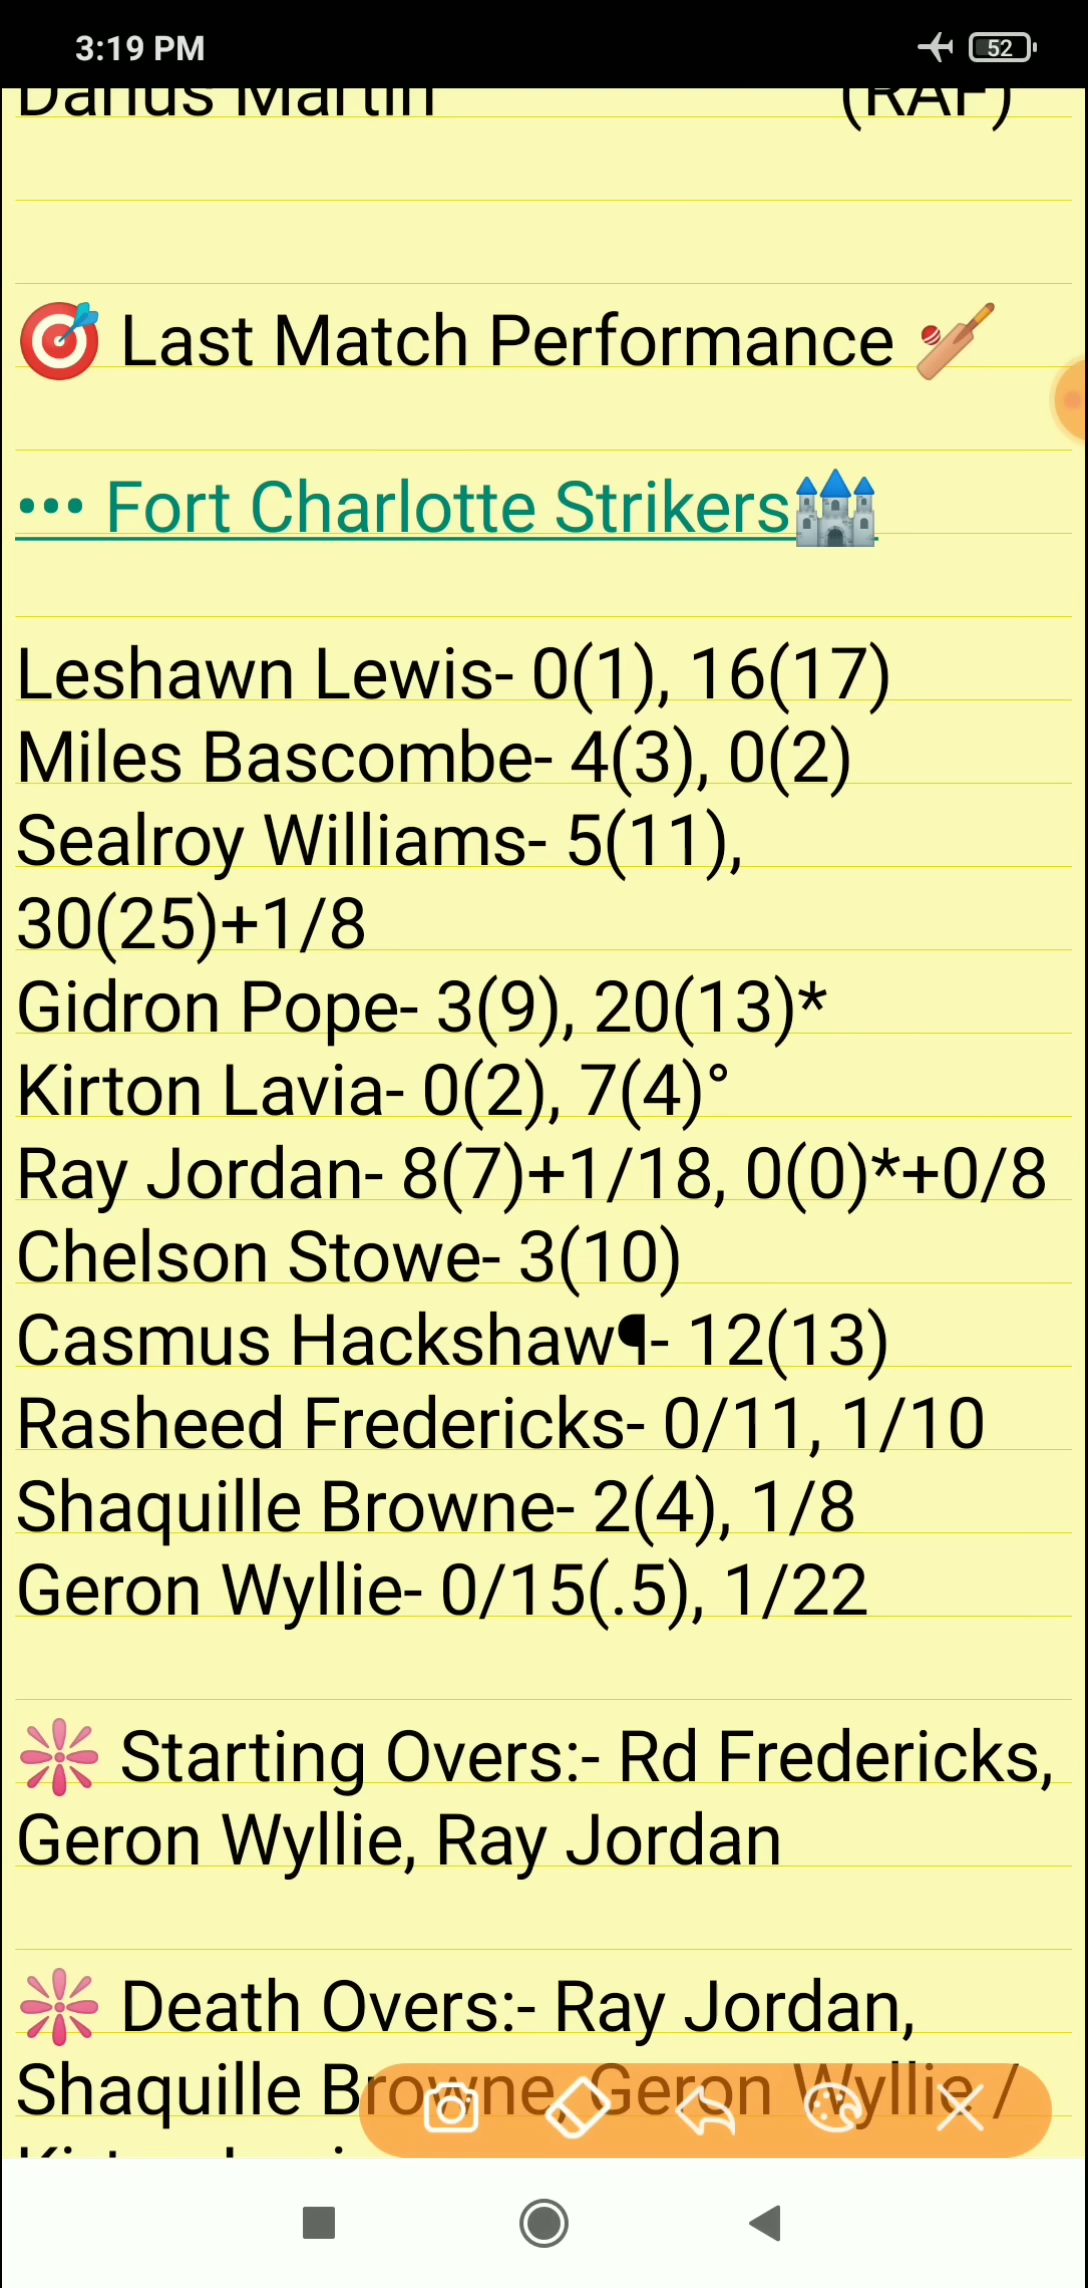 3:19 PM
52
Darius Martin (RAF)
🎯 Last Match Performance 🏏
••• Fort Charlotte Strikers🏰
Leshawn Lewis- 0(1), 16(17)
Miles Bascombe- 4(3), 0(2)
Sealroy Williams- 5(11),
30(25)+1/8
Gidron Pope- 3(9), 20(13)*
Kirton Lavia- 0(2), 7(4)°
Ray Jordan- 8(7)+1/18, 0(0)*+0/8
Chelson Stowe- 3(10)
Casmus Hackshaw¶- 12(13)
Rasheed Fredericks- 0/11, 1/10
Shaquille Browne- 2(4), 1/8
Geron Wyllie- 0/15(.5), 1/22
Starting Overs:- Rd Fredericks,
Geron Wyllie, Ray Jordan
Death Overs:- Ray Jordan,
Shaquille Browne, Geron Wyllie /